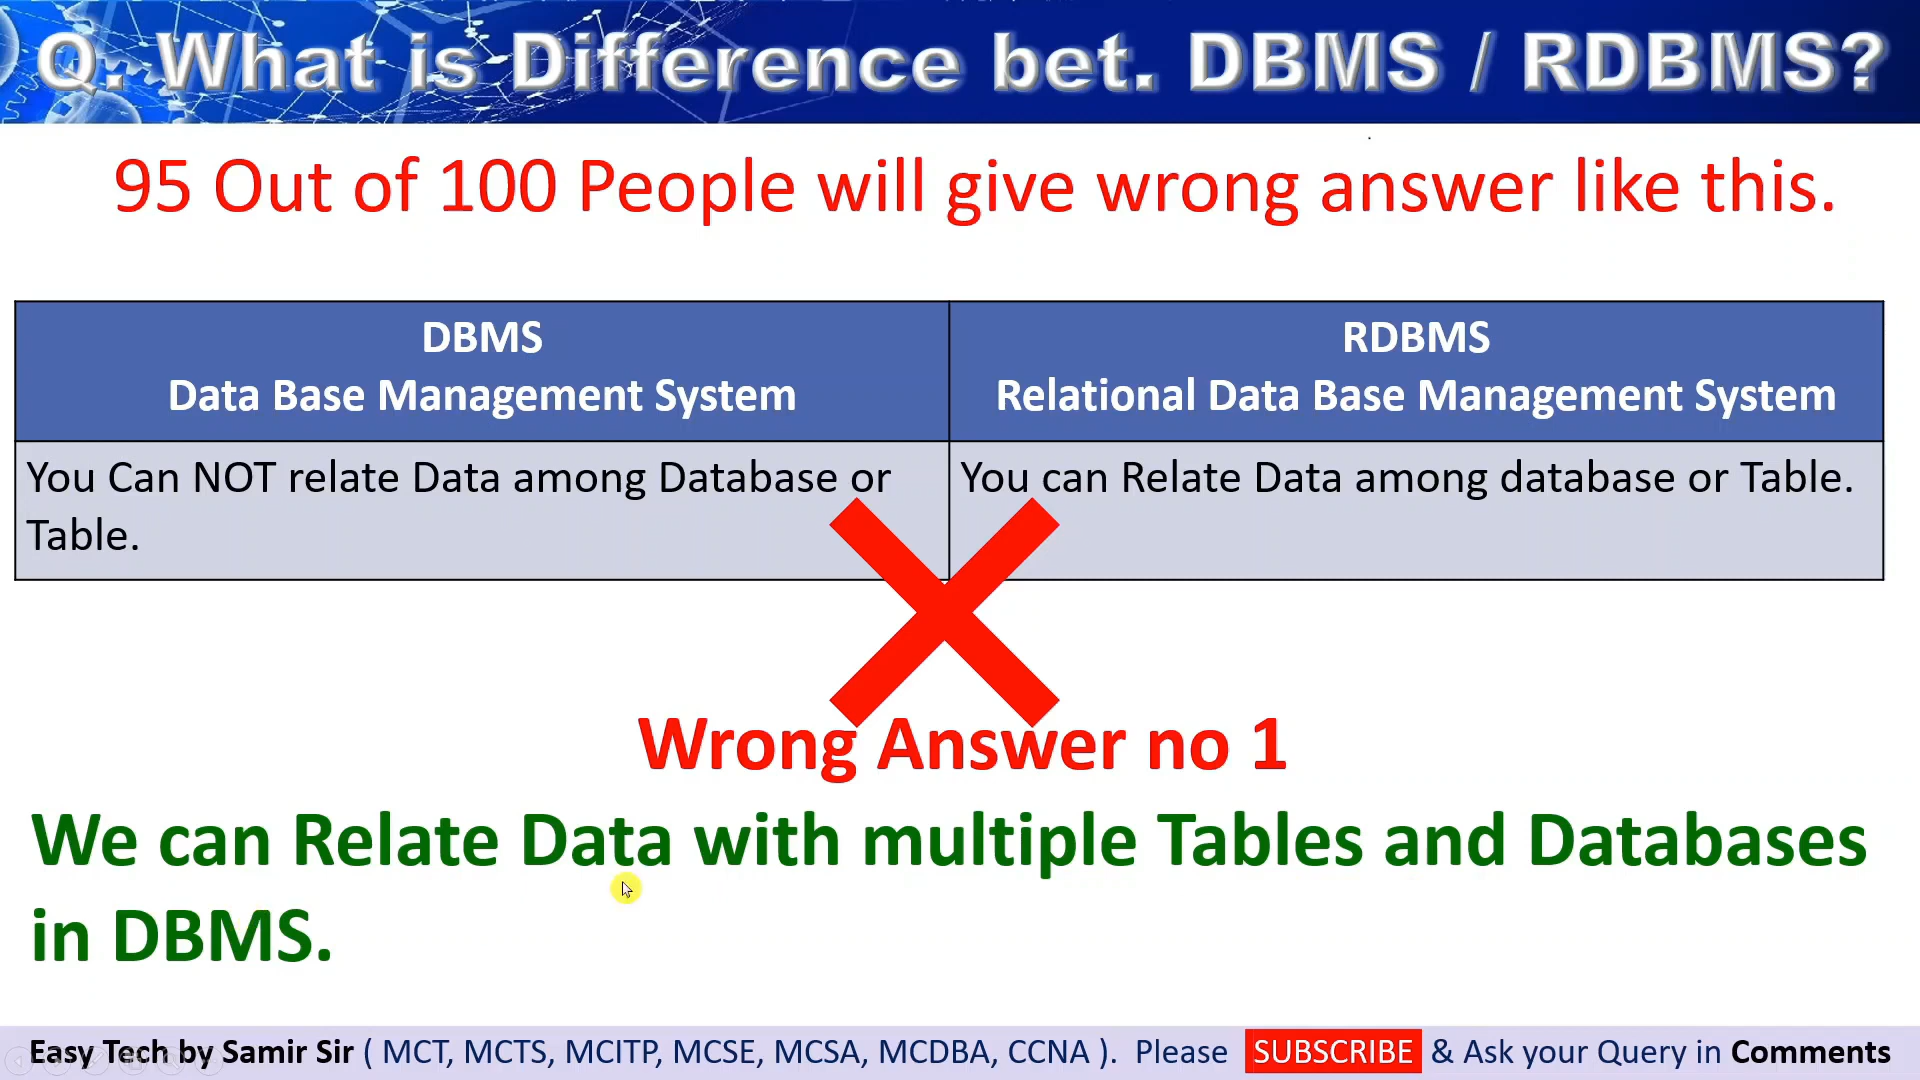 Q. What is Difference bet. DBMS / RDBMS?
95 Out of 100 People will give wrong answer like this.
DBMS
Data Base Management System
RDBMS
Relational Data Base Management System
You Can NOT relate Data among Database or
Table.
You can Relate Data among database or Table.
Wrong Answer no 1
We can Relate Data with multiple Tables and Databases
in DBMS.
Easy Tech by Samir Sir ( MCT, MCTS, MCITP, MCSE, MCSA, MCDBA, CCNA ). Please SUBSCRIBE & Ask your Query in Comments